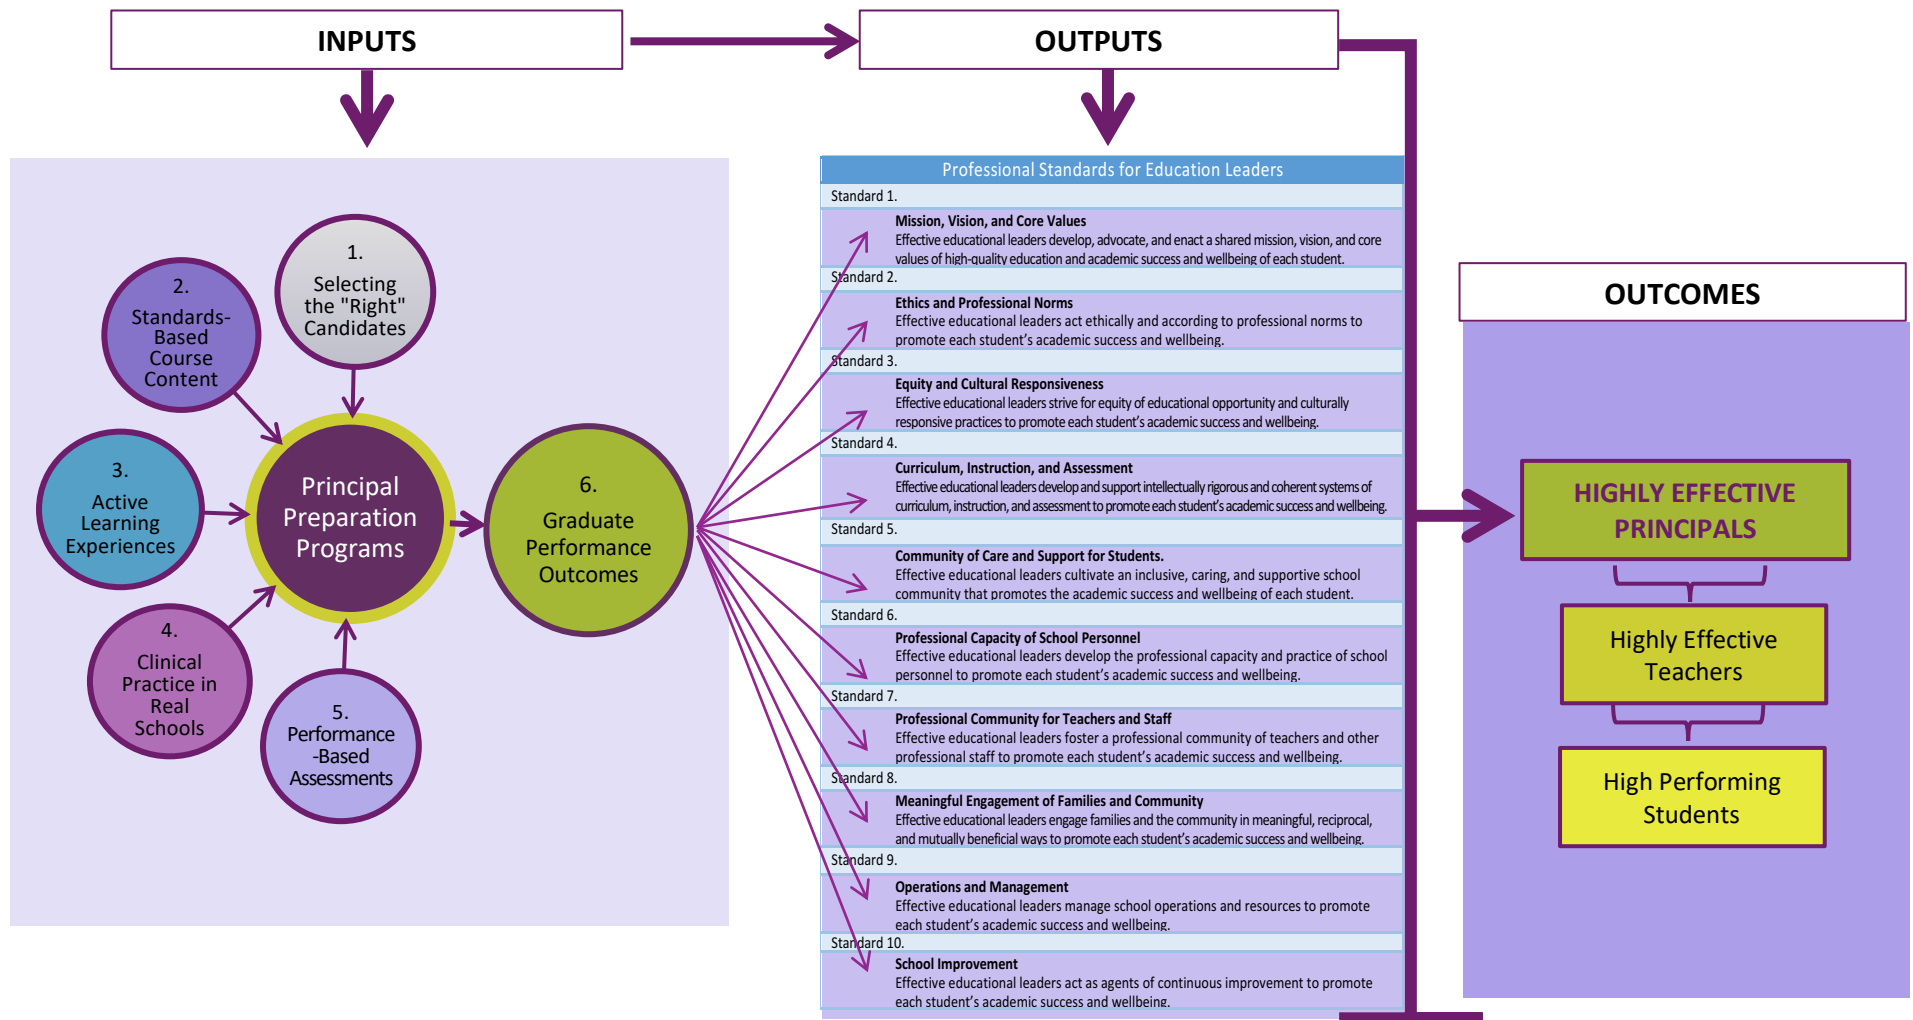 INPUTS
OUTPUTS
1.
Selecting
the "Right"
Candidates
2.
Standards-
Based
Course
Content
3.
Active
Learning
Experiences
4.
Clinical
Practice in
Real
Schools
5.
Performance
-Based
Assessments
Principal
Preparation
Programs
6.
Graduate
Performance
Outcomes
Professional Standards for Education Leaders
Standard 1.
Mission, Vision, and Core Values
Effective educational leaders develop, advocate, and enact a shared mission, vision, and core
values of high-quality education and academic success and wellbeing of each student.
Standard 2.
Ethics and Professional Norms
Effective educational leaders act ethically and according to professional norms to
promote each student's academic success and wellbeing.
Standard 3.
Equity and Cultural Responsiveness
Effective educational leaders strive for equity of educational opportunity and culturally
responsive practices to promote each student's academic success and wellbeing.
Standard 4.
Curriculum, Instruction, and Assessment
Effective educational leaders develop and support intellectually rigorous and coherent systems of
curriculum, instruction, and assessment to promote each student's academic success and wellbeing.
Standard 5.
Community of Care and Support for Students.
Effective educational leaders cultivate an inclusive, caring, and supportive school
community that promotes the academic success and wellbeing of each student.
Standard 6.
Professional Capacity of School Personnel
Effective educational leaders develop the professional capacity and practice of school
personnel to promote each student's academic success and wellbeing.
Standard 7.
Professional Community for Teachers and Staff
Effective educational leaders foster a professional community of teachers and other
professional staff to promote each student's academic success and wellbeing.
Standard 8.
Meaningful Engagement of Families and Community
Effective educational leaders engage families and the community in meaningful, reciprocal,
and mutually beneficial ways to promote each student's academic success and wellbeing.
Standard 9.
Operations and Management
Effective educational leaders manage school operations and resources to promote
each student's academic success and wellbeing.
Standard 10.
School Improvement
Effective educational leaders act as agents of continuous improvement to promote
each student's academic success and wellbeing.
OUTCOMES
HIGHLY EFFECTIVE
PRINCIPALS
Highly Effective
Teachers
High Performing
Students